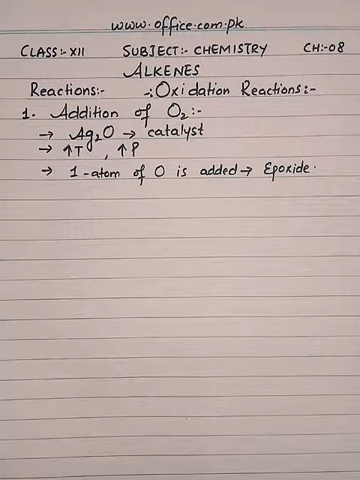 www.office.com.pk
CLASS:- XII SUBJECT:- CHEMISTRY CH:-08
ALKENES
Reactions:- -:Oxidation Reactions:-
1. Addition of O₂:-
→ Ag₂O → catalyst
→ ↑T , ↑P
→ 1-atom of O is added → Epoxide.